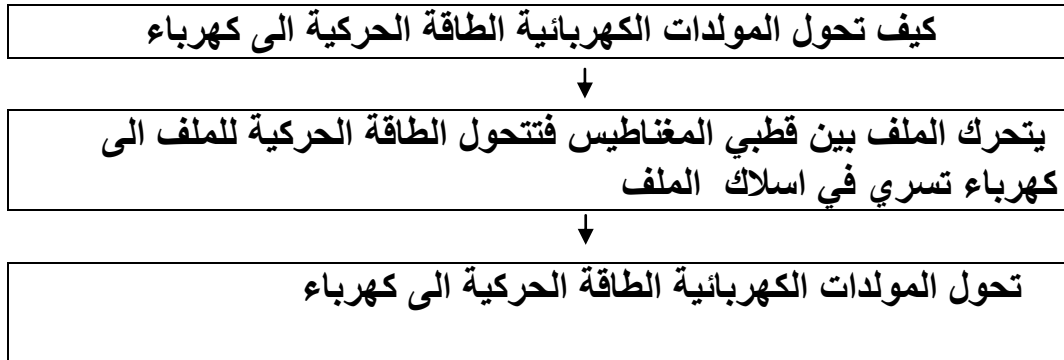 كيف تحول المولدات الكهربائية الطاقة الحركية الى كهرباء
يتحرك الملف بين قطبي المغناطيس فتتحول الطاقة الحركية للملف الى
كهرباء تسري في اسلاك الملف
تحول المولدات الكهربائية الطاقة الحركية الى كهرباء